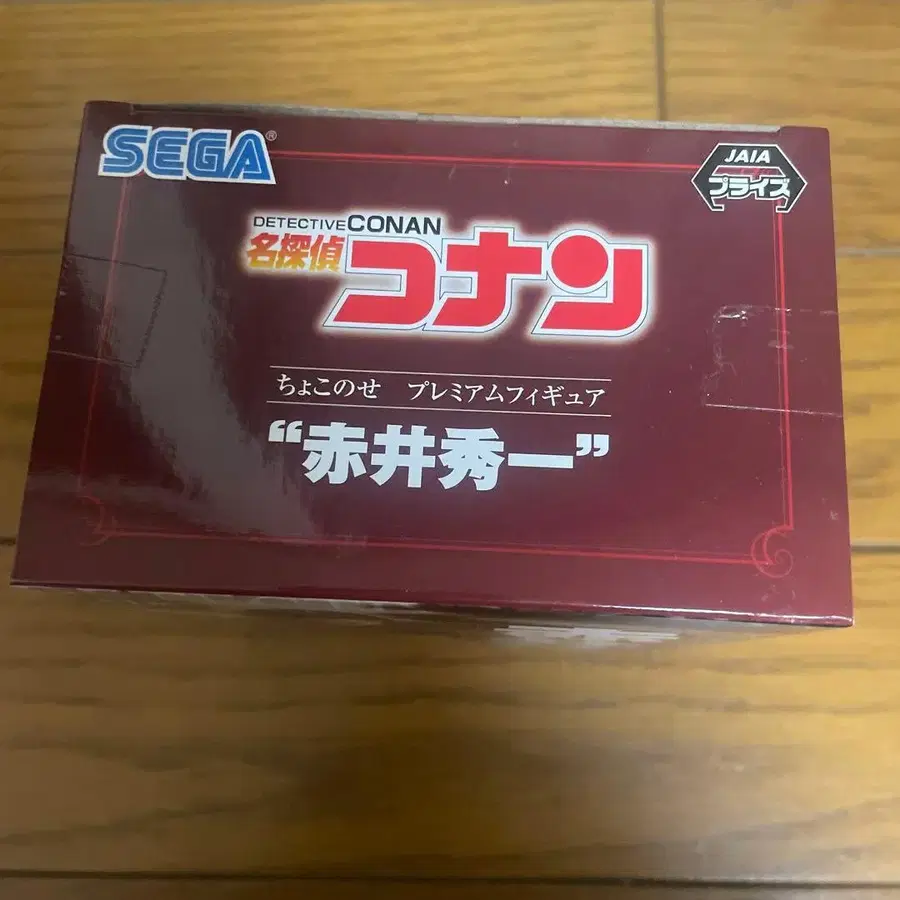 SEGA®
JAIA
プライズ
DETECTIVE CONAN
名探偵コナン
ちょこのせ プレミアムフィギュア
“赤井秀一”